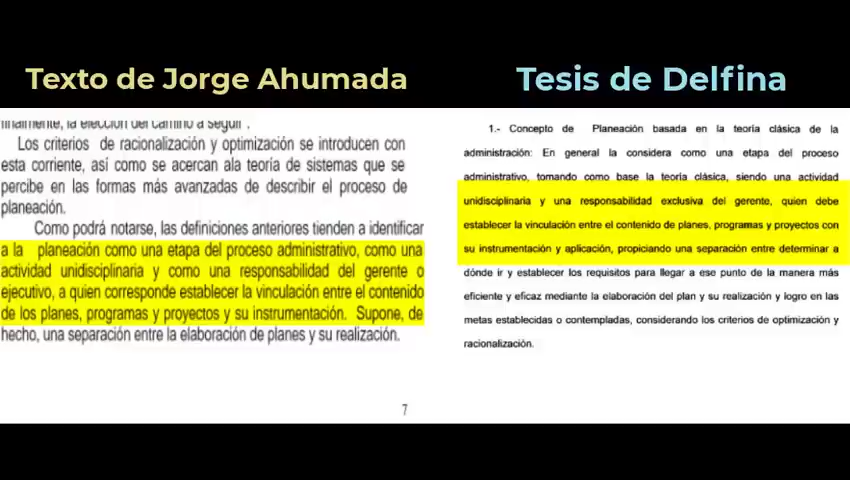 Texto de Jorge Ahumada
finalmente, la elección del camino a seguir".
Los criterios de racionalización y optimización se introducen con
esta corriente, así como se acercan ala teoría de sistemas que se
percibe en las formas más avanzadas de describir el proceso de
planeación.
Como podrá notarse, las definiciones anteriores tienden a identificar
a la planeación como una etapa del proceso administrativo, como una
actividad unidisciplinaria y como una responsabilidad del gerente o
ejecutivo, a quien corresponde establecer la vinculación entre el contenido
de los planes, programas y proyectos y su instrumentación. Supone, de
hecho, una separación entre la elaboración de planes y su realización.
7
Tesis de Delfina
1.- Concepto de Planeación basada en la teoría clásica de la
administración: En general la considera como una etapa del proceso
administrativo, tomando como base la teoría clásica, siendo una actividad
unidisciplinaria y una responsabilidad exclusiva del gerente, quien debe
establecer la vinculación entre el contenido de planes, programas y proyectos con
su instrumentación y aplicación, propiciando una separación entre determinar a
dónde ir y establecer los requisitos para llegar a ese punto de la manera más
eficiente y eficaz mediante la elaboración del plan y su realización y logro en las
metas establecidas o contempladas, considerando los criterios de optimización y
racionalización.